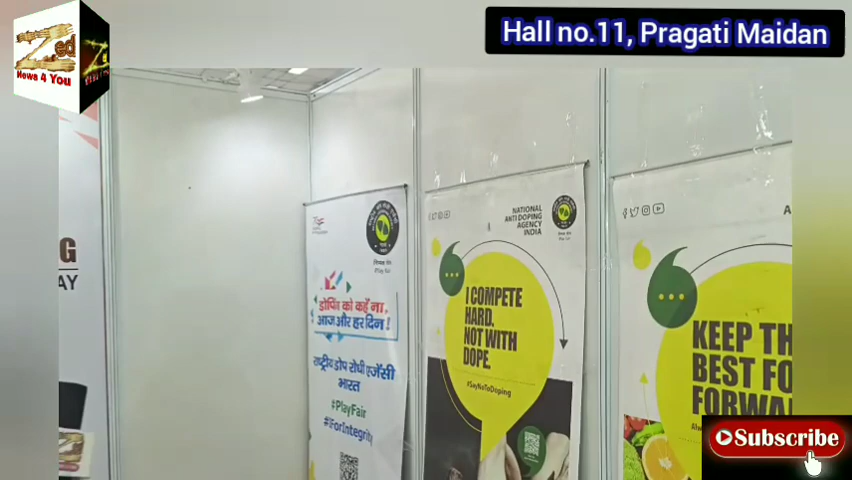 Zed
News 4 You
Hall no.11, Pragati Maidan
G
AY
डोपिंग को कहें ना,
आज और हर दिन!
राष्ट्रीय डोप रोधी एजेंसी
भारत
#PlayFair
#IForIntegrity
NATIONAL
ANTI DOPING
AGENCY
INDIA
I COMPETE
HARD.
NOT WITH
DOPE.
#SayNoToDoping
KEEP TH
BEST FO
FORWA
Subscribe